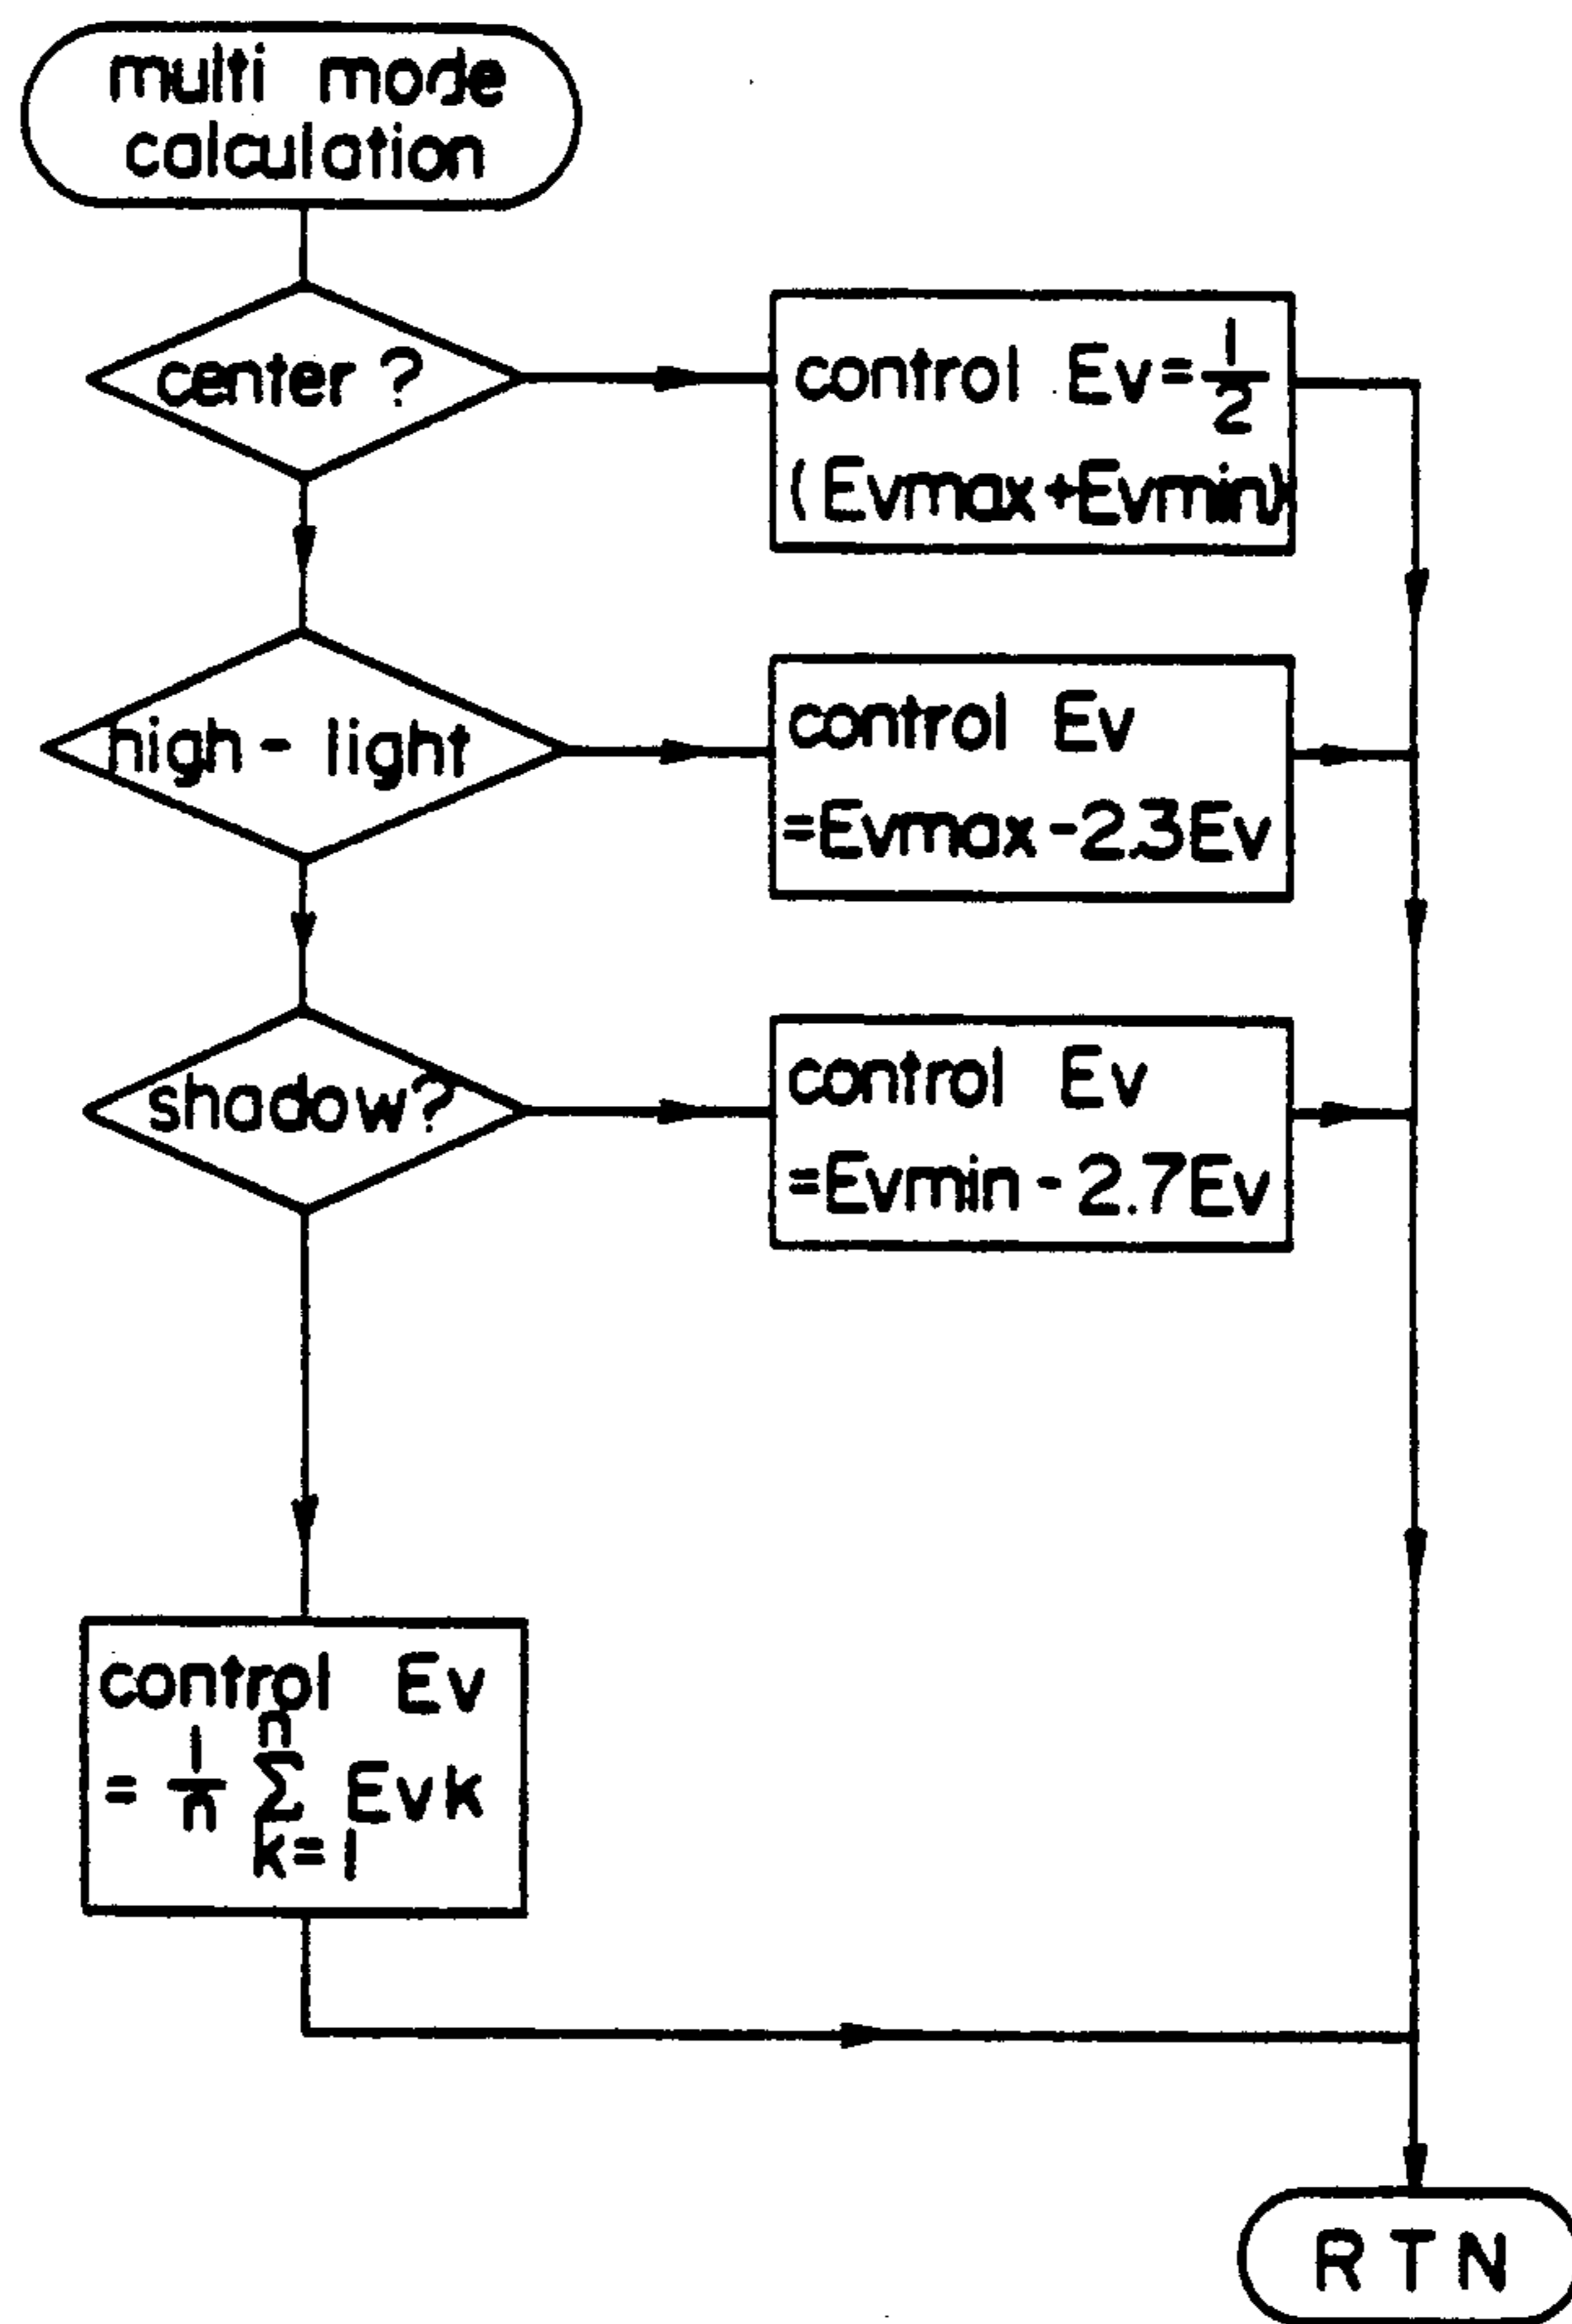 multi mode
calculation
center ?
control Ev=1/2
(Evmax+Evmin)
high - light
control Ev
=Evmax-2.3Ev
shadow?
control Ev
=Evmin-2.7Ev
control Ev
= 1/n n∑k=1 Evk
RTN